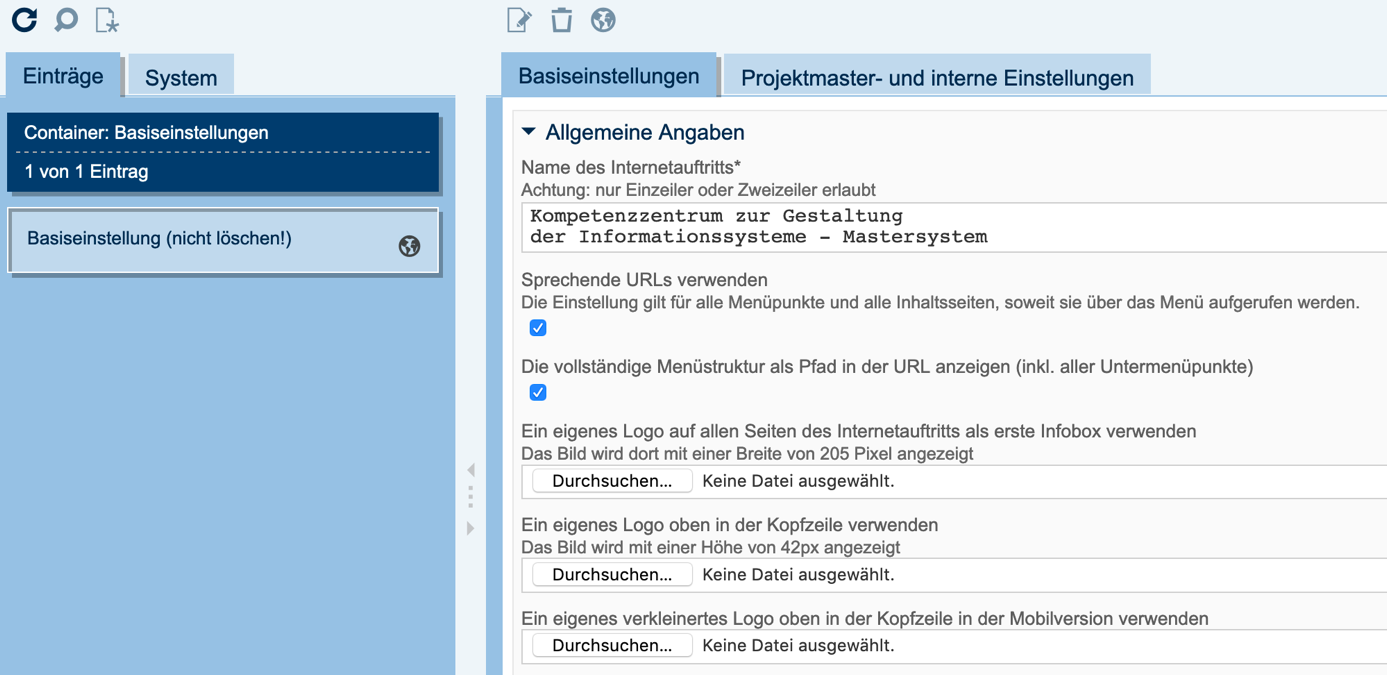 Einträge
System
Container: Basiseinstellungen
1 von 1 Eintrag
Basiseinstellung (nicht löschen!)
Basiseinstellungen
Projektmaster- und interne Einstellungen
Allgemeine Angaben
Name des Internetauftritts*
Achtung: nur Einzeiler oder Zweizeiler erlaubt
Kompetenzzentrum zur Gestaltung
der Informationssysteme - Mastersystem
Sprechende URLs verwenden
Die Einstellung gilt für alle Menüpunkte und alle Inhaltsseiten, soweit sie über das Menü aufgerufen werden.
Die vollständige Menüstruktur als Pfad in der URL anzeigen (inkl. aller Untermenüpunkte)
Ein eigenes Logo auf allen Seiten des Internetauftritts als erste Infobox verwenden
Das Bild wird dort mit einer Breite von 205 Pixel angezeigt
Durchsuchen... Keine Datei ausgewählt.
Ein eigenes Logo oben in der Kopfzeile verwenden
Das Bild wird mit einer Höhe von 42px angezeigt
Durchsuchen... Keine Datei ausgewählt.
Ein eigenes verkleinertes Logo oben in der Kopfzeile in der Mobilversion verwenden
Durchsuchen... Keine Datei ausgewählt.